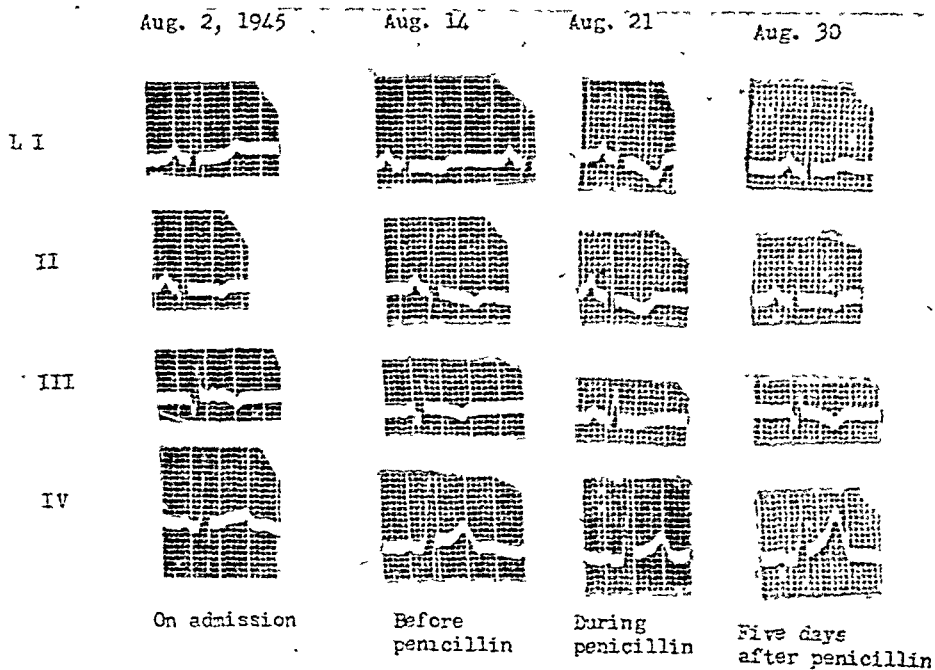 Aug. 2, 1945 Aug. 14 Aug. 21 Aug. 30
L I
II
III
IV
On admission Before During Five days
penicillin penicillin after penicillin